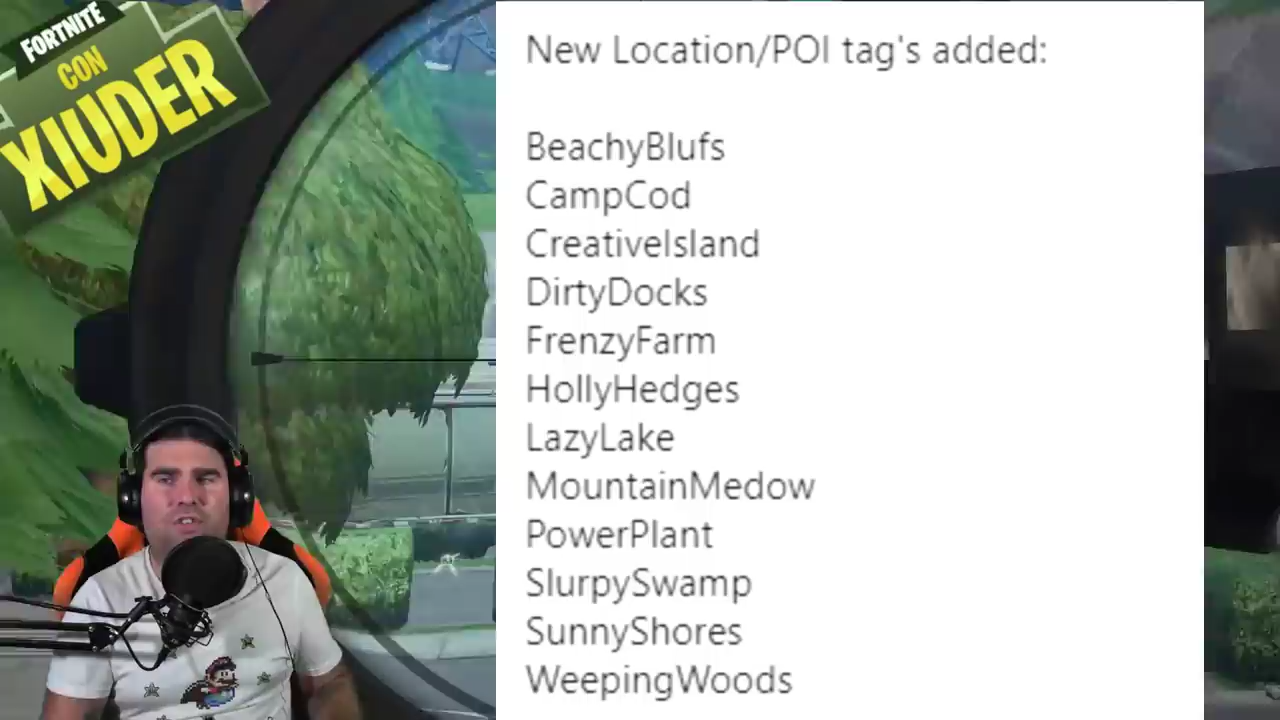 FORTNITE
CON
XIUDER
New Location/POI tag's added:
BeachyBlufs
CampCod
CreativeIsland
DirtyDocks
FrenzyFarm
HollyHedges
LazyLake
MountainMedow
PowerPlant
SlurpySwamp
SunnyShores
WeepingWoods